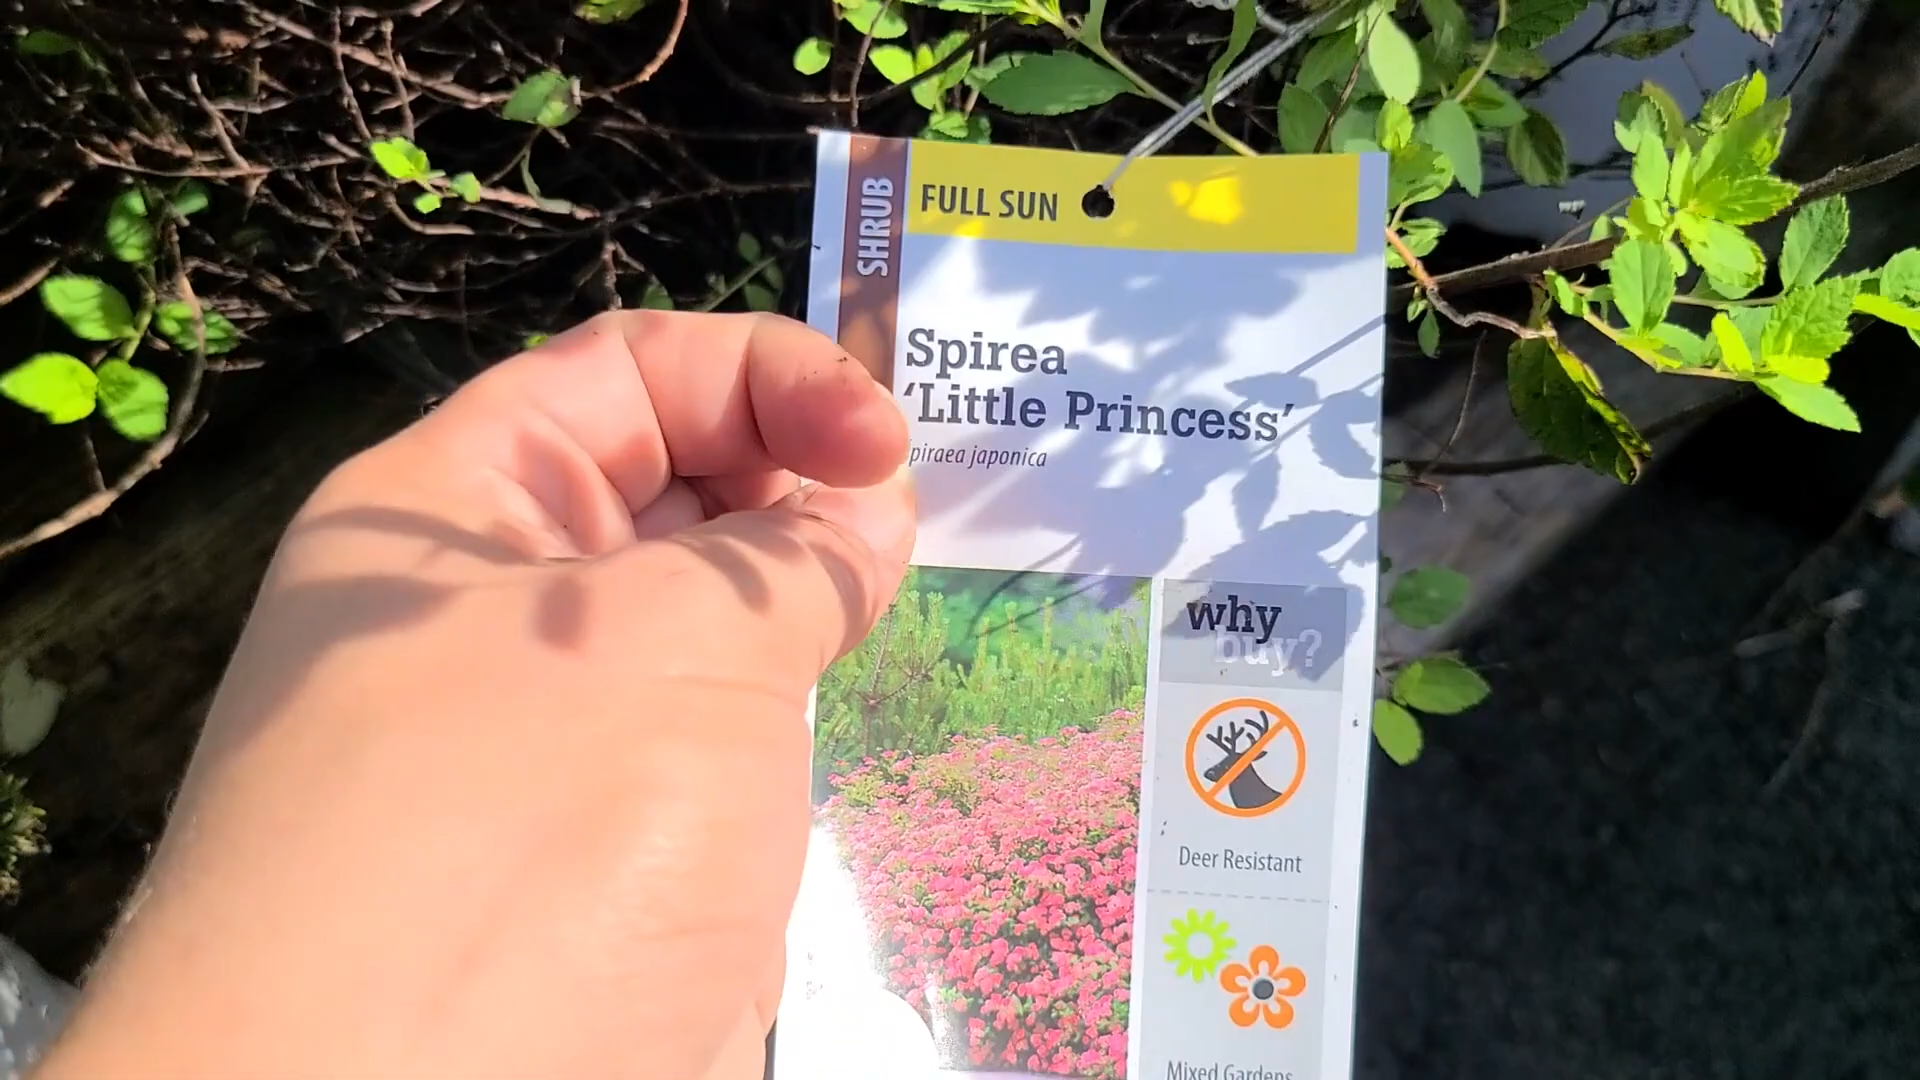 SHRUB
FULL SUN
Spirea
‘Little Princess’
piraea japonica
why
buy?
Deer Resistant
Mixed Gardens